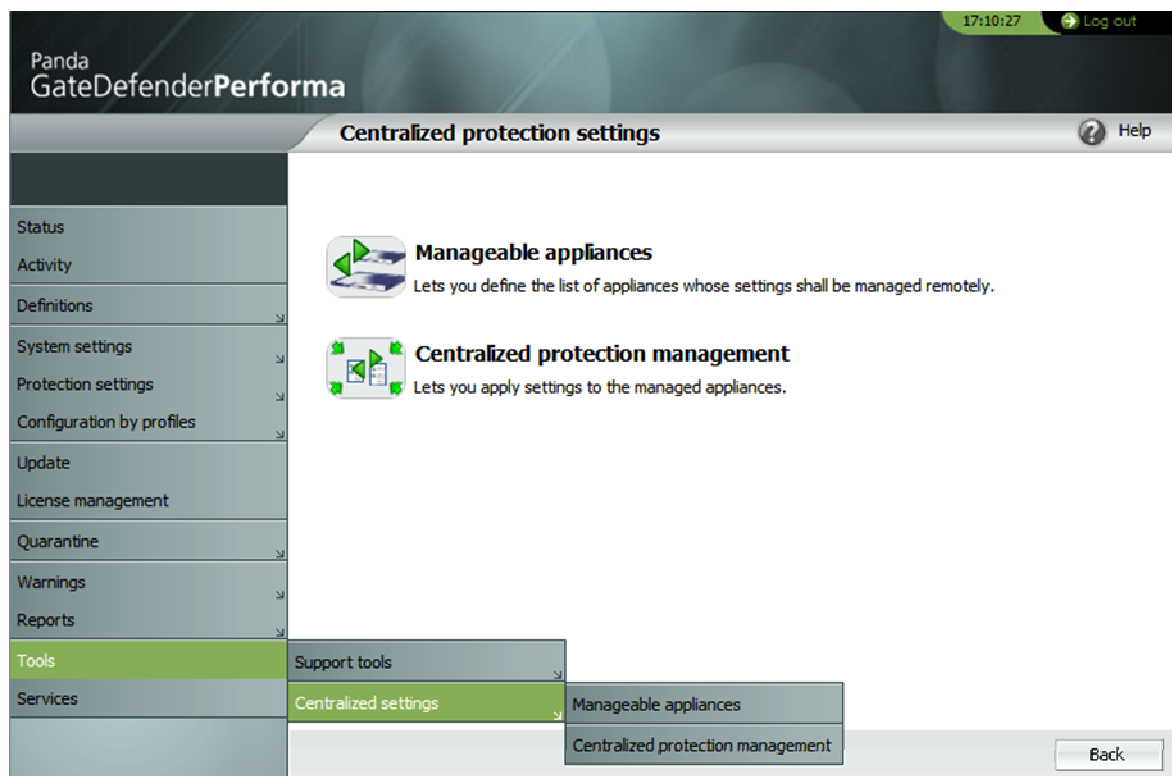 17:10:27
Log out
Panda
GateDefenderPerforma
Centralized protection settings
Help
Status
Activity
Definitions
System settings
Protection settings
Configuration by profiles
Update
License management
Quarantine
Warnings
Reports
Tools
Services
Manageable appliances
Lets you define the list of appliances whose settings shall be managed remotely.
Centralized protection management
Lets you apply settings to the managed appliances.
Support tools
Centralized settings
Manageable appliances
Centralized protection management
Back